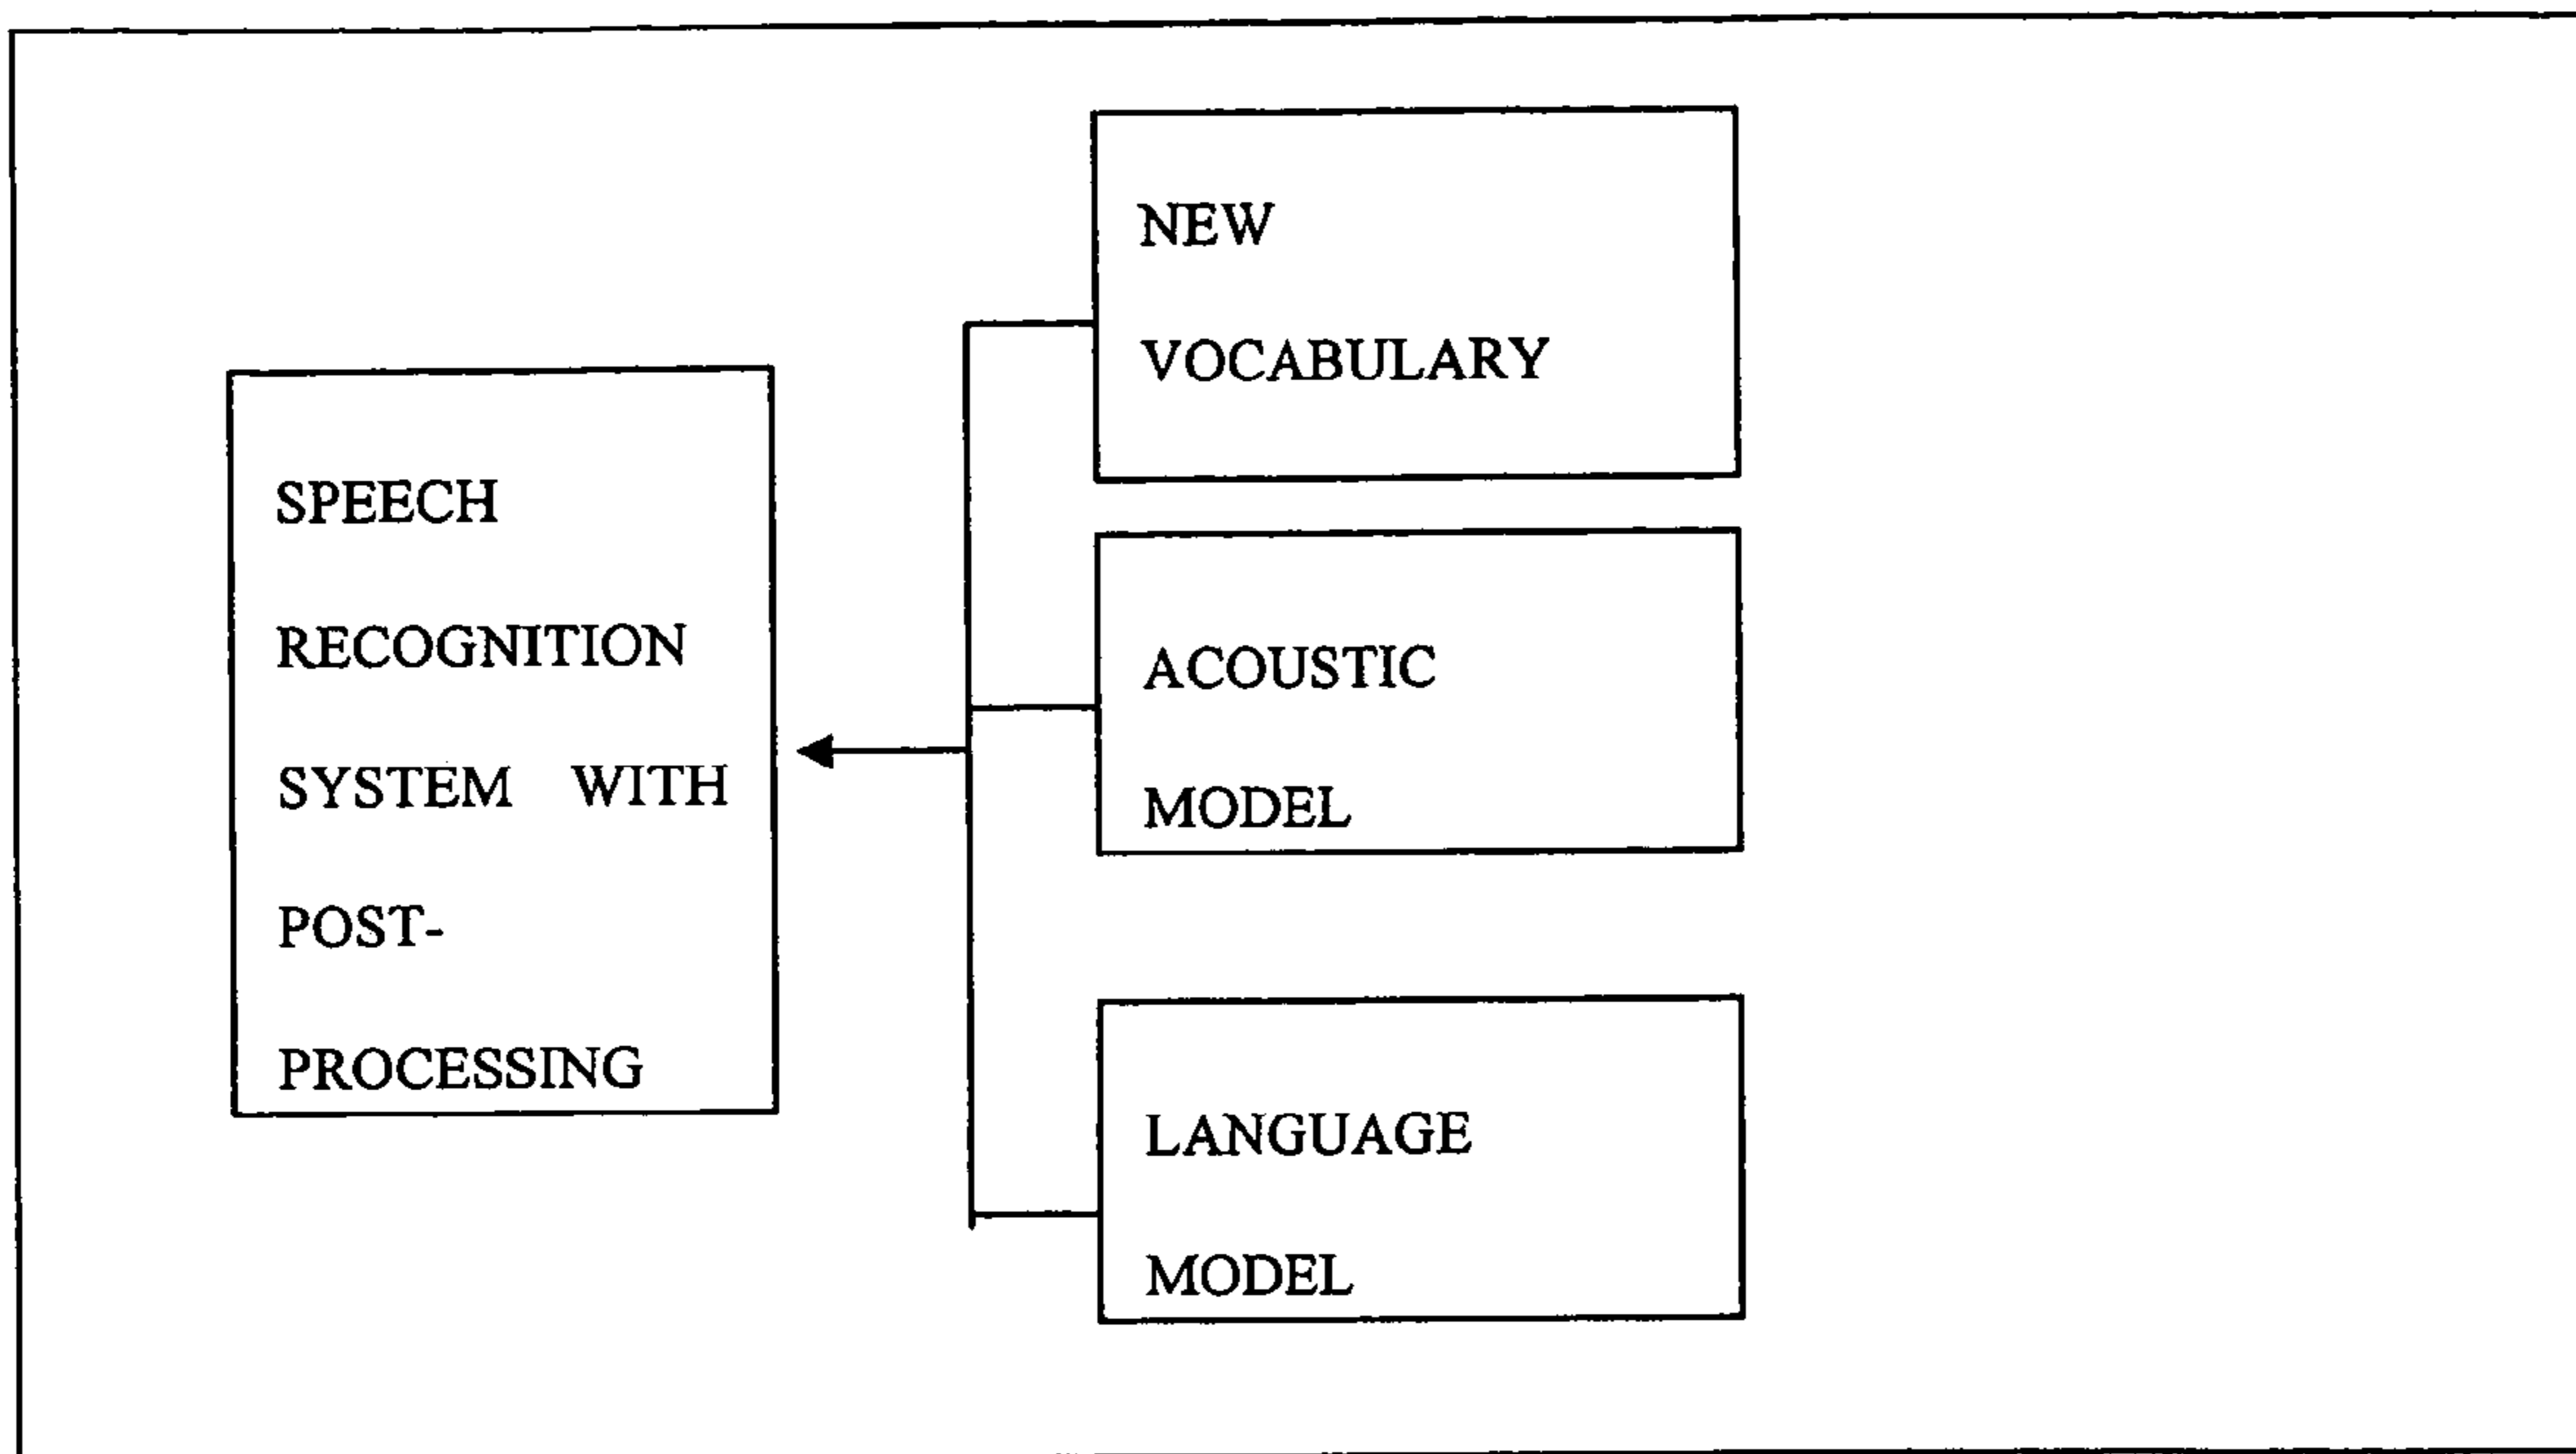 SPEECH
RECOGNITION
SYSTEM WITH
POST-
PROCESSING
NEW
VOCABULARY
ACOUSTIC
MODEL
LANGUAGE
MODEL